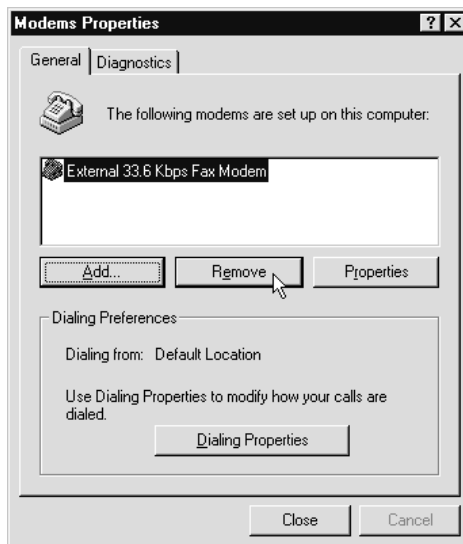 Modems Properties
General Diagnostics
The following modems are set up on this computer:
External 33.6 Kbps Fax Modem
Add... Remove Properties
Dialing Preferences
Dialing from: Default Location
Use Dialing Properties to modify how your calls are
dialed.
Dialing Properties
Close Cancel